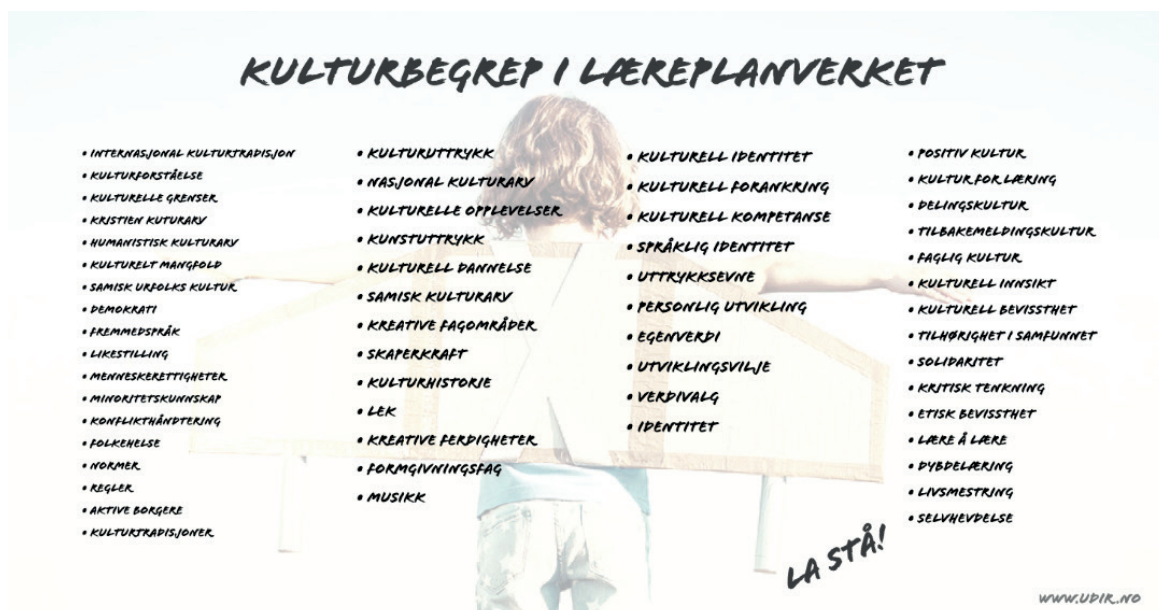 KULTURBEGREP I LÆREPLANVERKET
• INTERNASJONAL KULTURTRADISJON
• KULTURFORSTÅELSE
• KULTURELLE GRENSER
• KRISTEN KUTURARV
• HUMANISTISK KULTURARV
• KULTURELT MANGFOLD
• SAMISK URFOLKS KULTUR
• DEMOKRATI
• FREMMEDSPRÅK
• LIKESTILLING
• MENNESKERETTIGHETER
• MINORITETSKUNNSKAP
• KONFLIKTHÅNDTERING
• FOLKEHELSE
• NORMER
• REGLER
• AKTIVE BORGERE
• KULTURTRADISJONER
• KULTURUTTRYKK
• NASJONAL KULTURARV
• KULTURELLE OPPLEVELSER
• KUNSTUTTRYKK
• KULTURELL DANNELSE
• SAMISK KULTURARV
• KREATIVE FAGOMRÅDER
• SKAPERKRAFT
• KULTURHISTORIE
• LEK
• KREATIVE FERDIGHETER
• FORMGIVNINGSFAG
• MUSIKK
• KULTURELL IDENTITET
• KULTURELL FORANKRING
• KULTURELL KOMPETANSE
• SPRÅKLIG IDENTITET
• UTTRYKKSEVNE
• PERSONLIG UTVIKLING
• EGENVERDI
• UTVIKLINGSVILJE
• VERDIVALG
• IDENTITET
• POSITIV KULTUR
• KULTUR FOR LÆRING
• DELINGSKULTUR
• TILBAKEMELDINGSKULTUR
• FAGLIG KULTUR
• KULTURELL INNSIKT
• KULTURELL BEVISSTHET
• TILHØRIGHET I SAMFUNNET
• SOLIDARITET
• KRITISK TENKNING
• ETISK BEVISSTHET
• LÆRE Å LÆRE
• DYBDELÆRING
• LIVSMESTRING
• SELVHEVDELSE
LA STÅ!
WWW.UDIR.NO